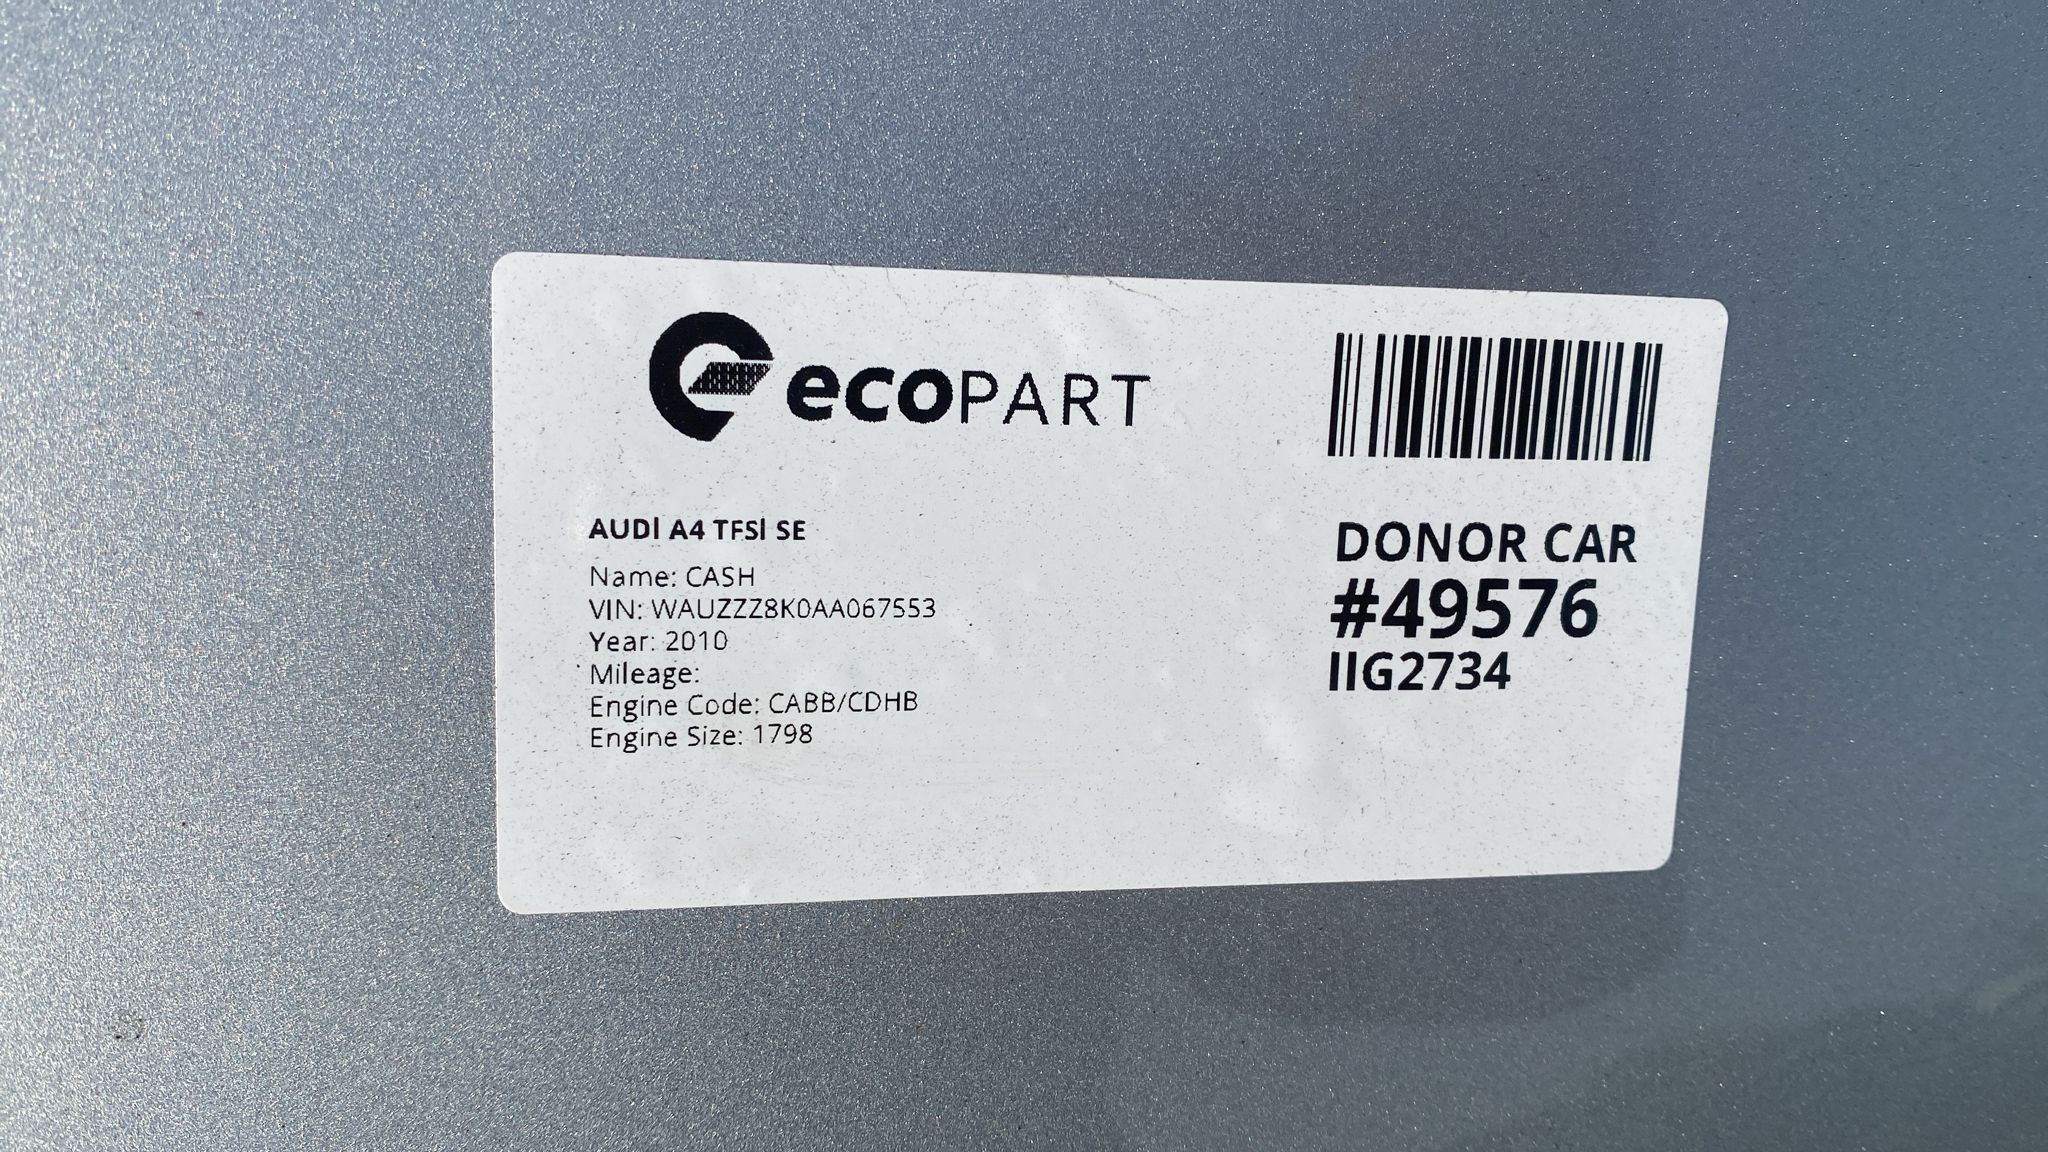 ecoPART
AUDI A4 TFSI SE
Name: CASH
VIN: WAUZZZ8K0AA067553
Year: 2010
Mileage:
Engine Code: CABB/CDHB
Engine Size: 1798
DONOR CAR
#49576
IIG2734